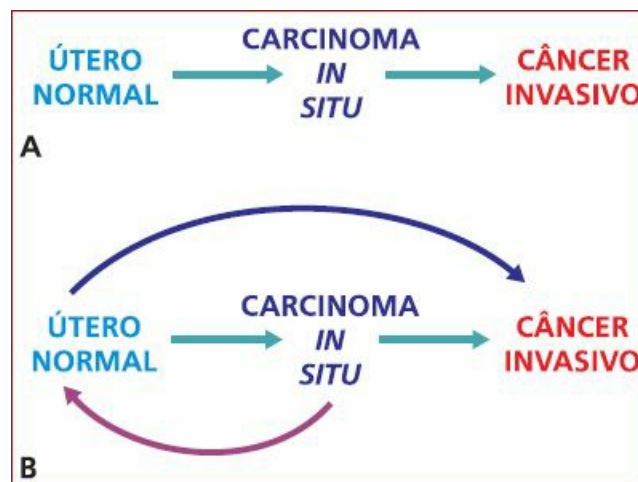 ÚTERO
NORMAL
CARCINOMA
IN
SITU
CÂNCER
INVASIVO
A
ÚTERO
NORMAL
CARCINOMA
IN
SITU
CÂNCER
INVASIVO
B